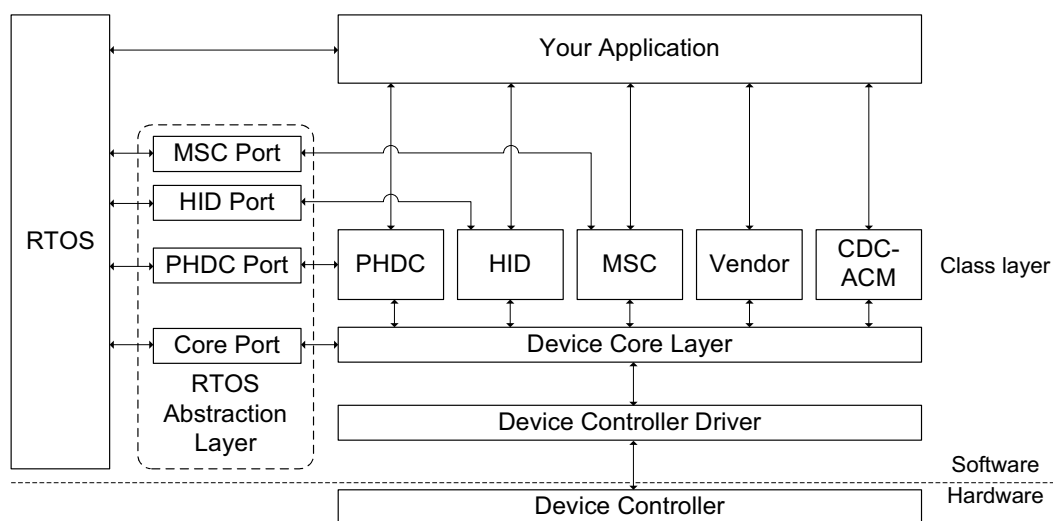 Your Application
MSC Port
HID Port
RTOS
PHDC Port
PHDC
HID
MSC
Vendor
CDC-
ACM
Class layer
Core Port
Device Core Layer
RTOS
Abstraction
Layer
Device Controller Driver
Software
Hardware
Device Controller